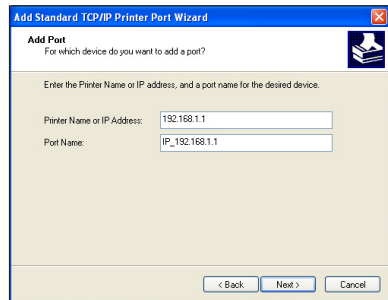 Add Standard TCP/IP Printer Port Wizard
Add Port
For which device do you want to add a port?
Enter the Printer Name or IP address, and a port name for the desired device.
Printer Name or IP Address: 192.168.1.1
Port Name: IP_192.168.1.1
< Back Next > Cancel